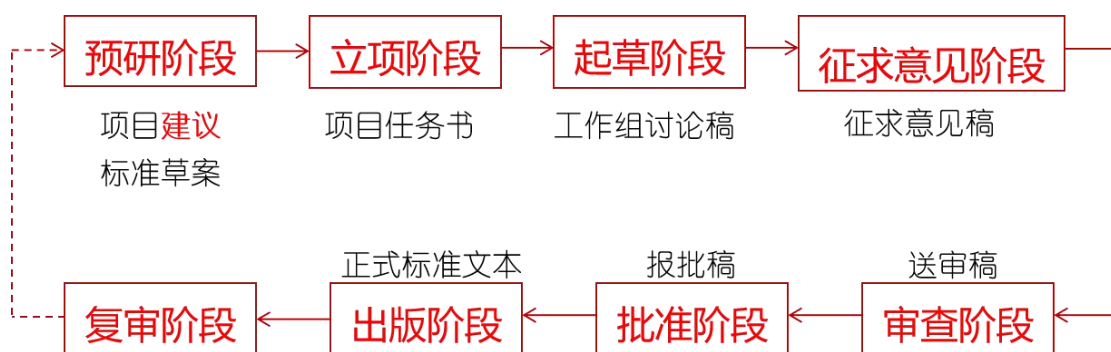 预研阶段
立项阶段
起草阶段
征求意见阶段
项目建议
标准草案
项目任务书
工作组讨论稿
征求意见稿
正式标准文本
报批稿
送审稿
复审阶段
出版阶段
批准阶段
审查阶段